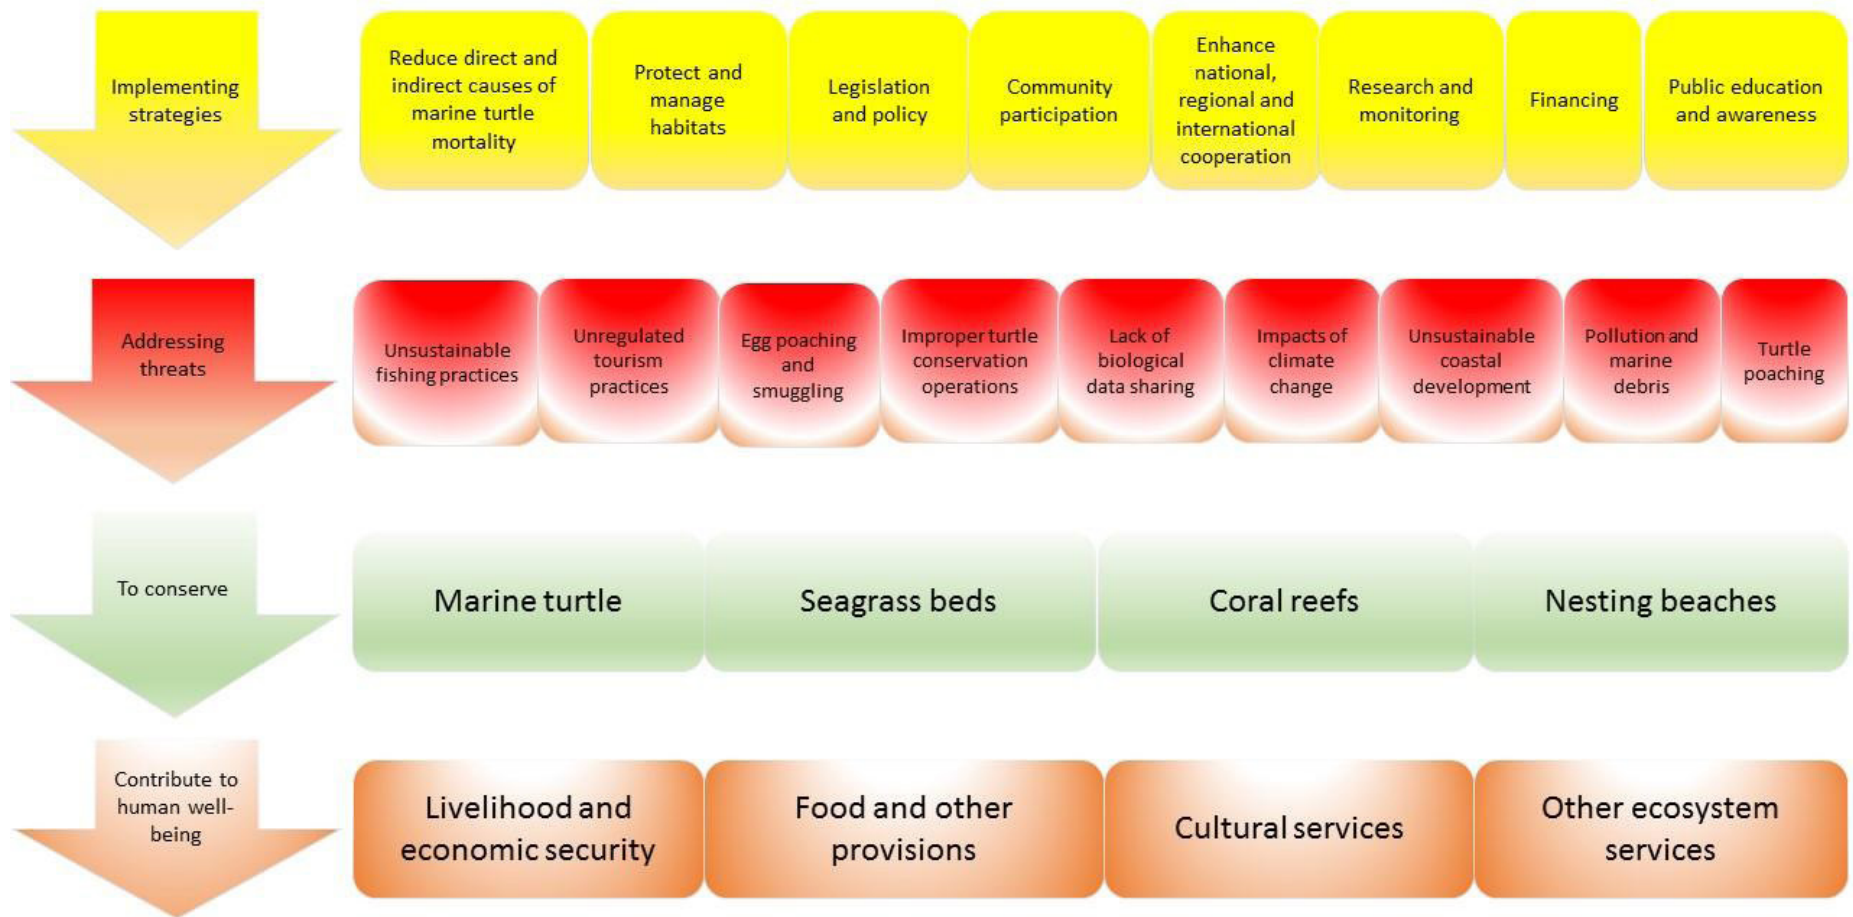 Implementing
strategies
Reduce direct and
indirect causes of
marine turtle
mortality
Protect and
manage
habitats
Legislation
and policy
Community
participation
Enhance
national,
regional and
international
cooperation
Research and
monitoring
Financing
Public education
and awareness
Addressing
threats
Unsustainable
fishing practices
Unregulated
tourism
practices
Egg poaching
and
smuggling
Improper turtle
conservation
operations
Lack of
biological
data sharing
Impacts of
climate
change
Unsustainable
coastal
development
Pollution and
marine
debris
Turtle
poaching
To conserve
Marine turtle
Seagrass beds
Coral reefs
Nesting beaches
Contribute to
human well-
being
Livelihood and
economic security
Food and other
provisions
Cultural services
Other ecosystem
services